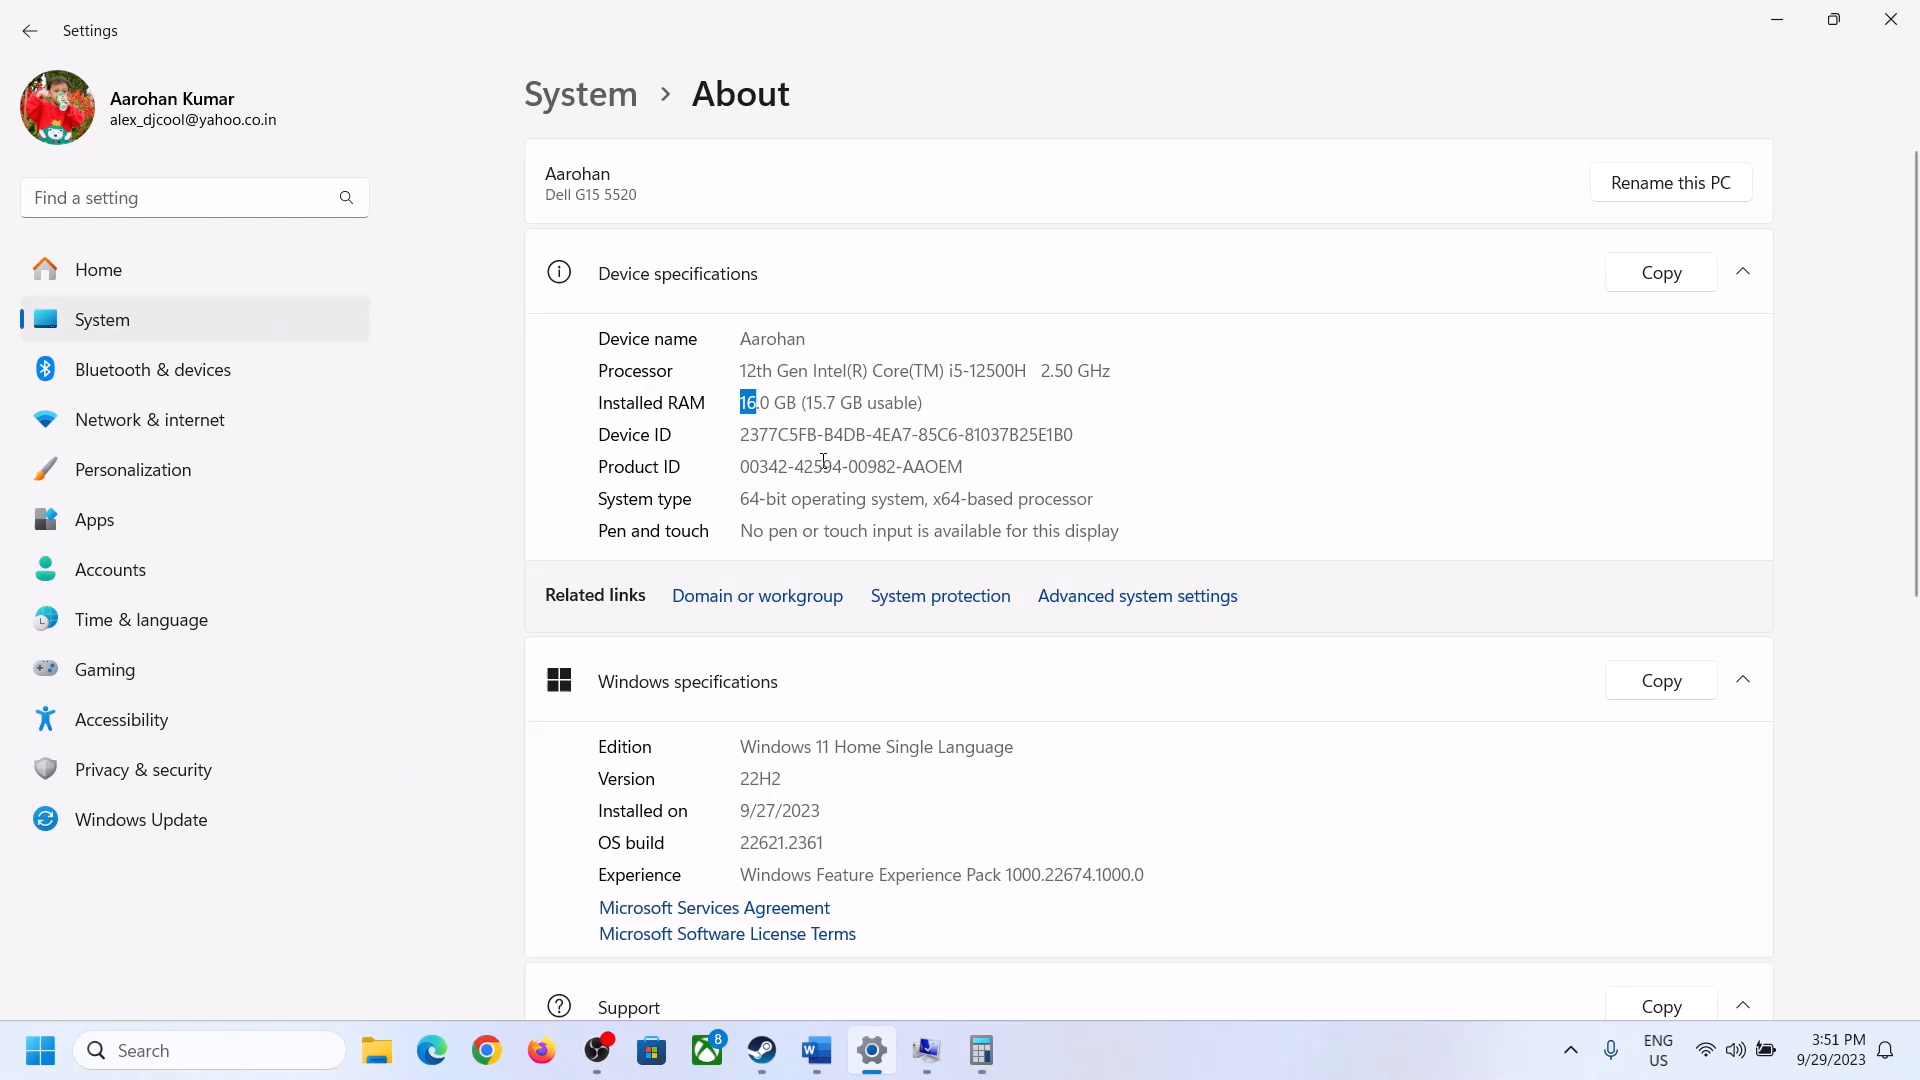 Settings
Aarohan Kumar
alex_djcool@yahoo.co.in
Find a setting
Home
System
Bluetooth & devices
Network & internet
Personalization
Apps
Accounts
Time & language
Gaming
Accessibility
Privacy & security
Windows Update
System > About
Aarohan
Dell G15 5520
Rename this PC
Device specifications
Copy
Device name Aarohan
Processor 12th Gen Intel(R) Core(TM) i5-12500H 2.50 GHz
Installed RAM 16.0 GB (15.7 GB usable)
Device ID 2377C5FB-B4DB-4EA7-85C6-81037B25E1B0
Product ID 00342-42594-00982-AAOEM
System type 64-bit operating system, x64-based processor
Pen and touch No pen or touch input is available for this display
Related links Domain or workgroup System protection Advanced system settings
Windows specifications
Copy
Edition Windows 11 Home Single Language
Version 22H2
Installed on 9/27/2023
OS build 22621.2361
Experience Windows Feature Experience Pack 1000.22674.1000.0
Microsoft Services Agreement
Microsoft Software License Terms
Support
Copy
Search
8
W
ENG
US
3:51 PM
9/29/2023